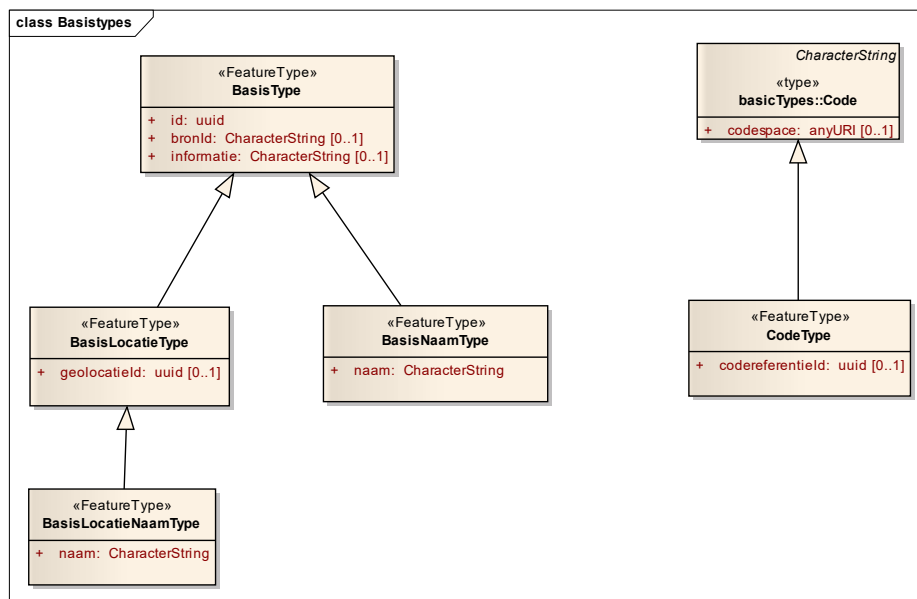 class Basistypes
«FeatureType»
BasisType
+ id: uuid
+ bronId: CharacterString [0..1]
+ informatie: CharacterString [0..1]
CharacterString
«type»
basicTypes::Code
+ codespace: anyURI [0..1]
«FeatureType»
BasisLocatieType
+ geolocatieId: uuid [0..1]
«FeatureType»
BasisNaamType
+ naam: CharacterString
«FeatureType»
CodeType
+ codereferentieId: uuid [0..1]
«FeatureType»
BasisLocatieNaamType
+ naam: CharacterString